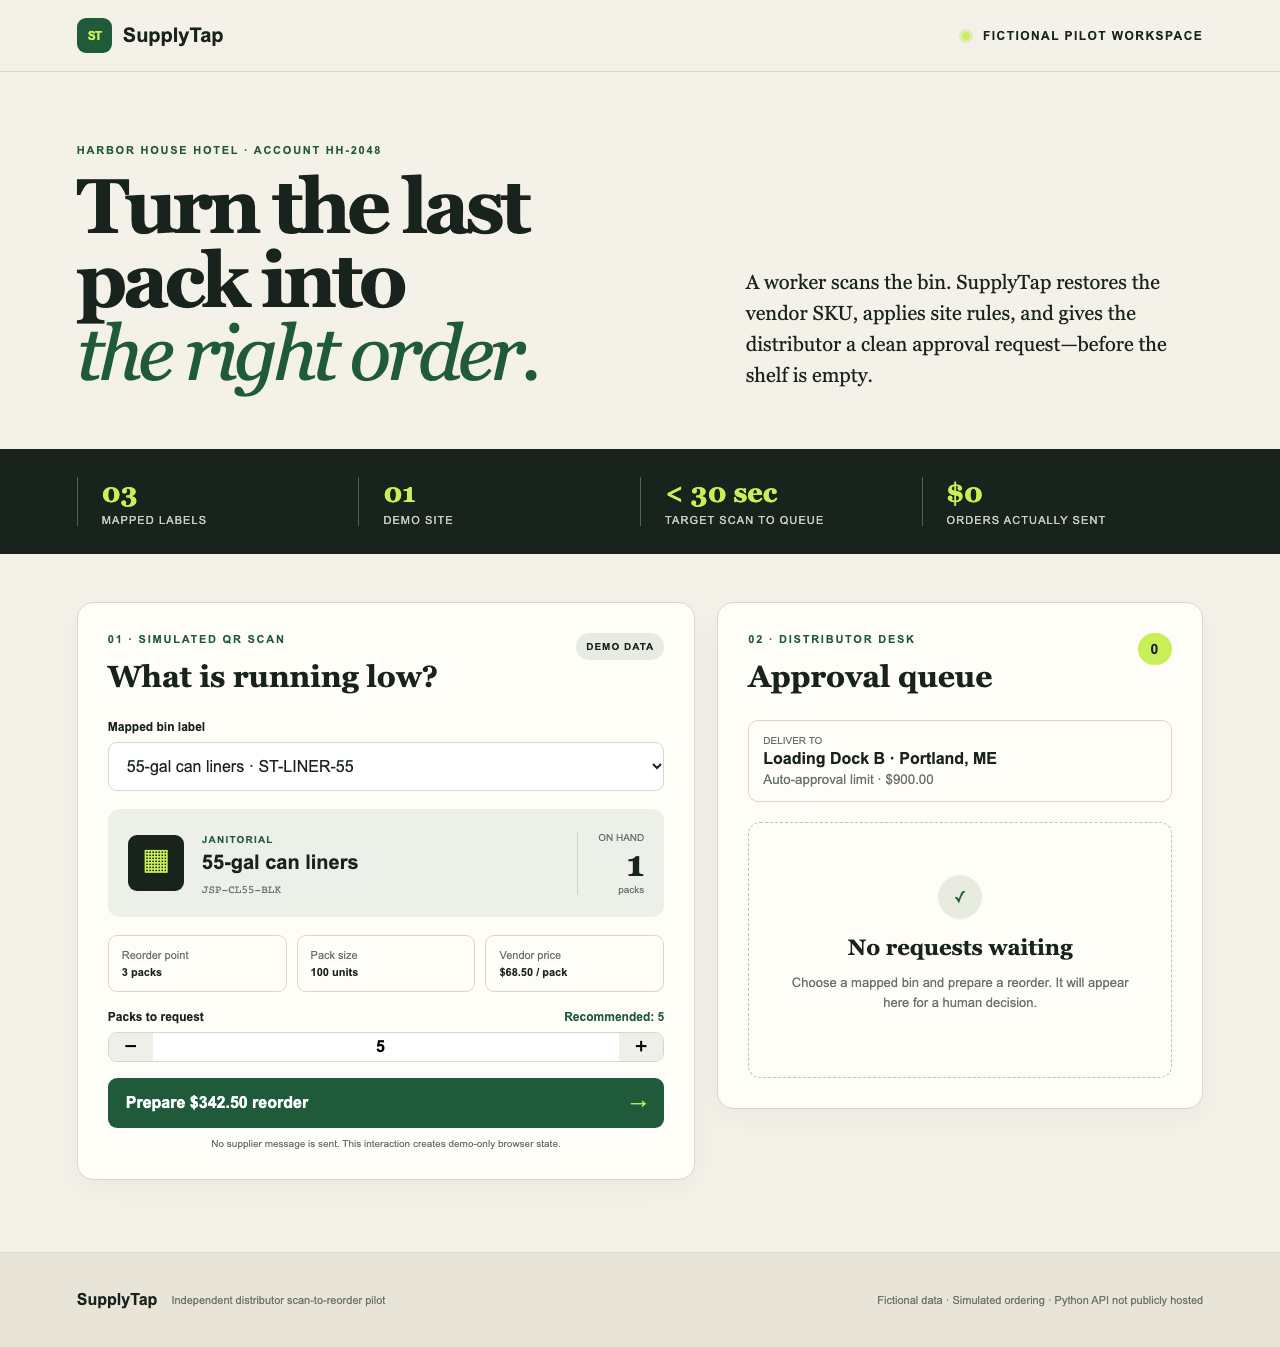 ST
SupplyTap
FICTIONAL PILOT WORKSPACE
HARBOR HOUSE HOTEL · ACCOUNT HH-2048
Turn the last
pack into
the right order.
A worker scans the bin. SupplyTap restores the
vendor SKU, applies site rules, and gives the
distributor a clean approval request—before the
shelf is empty.
03
MAPPED LABELS
01
DEMO SITE
< 30 sec
TARGET SCAN TO QUEUE
$0
ORDERS ACTUALLY SENT
01 · SIMULATED QR SCAN
DEMO DATA
What is running low?
Mapped bin label
55-gal can liners · ST-LINER-55
JANITORIAL
55-gal can liners
JSP-CL55-BLK
ON HAND
1
packs
Reorder point
3 packs
Pack size
100 units
Vendor price
$68.50 / pack
Packs to request
Recommended: 5
− 5 +
Prepare $342.50 reorder →
No supplier message is sent. This interaction creates demo-only browser state.
02 · DISTRIBUTOR DESK
0
Approval queue
DELIVER TO
Loading Dock B · Portland, ME
Auto-approval limit · $900.00
✓
No requests waiting
Choose a mapped bin and prepare a reorder. It will appear
here for a human decision.
SupplyTap
Independent distributor scan-to-reorder pilot
Fictional data · Simulated ordering · Python API not publicly hosted